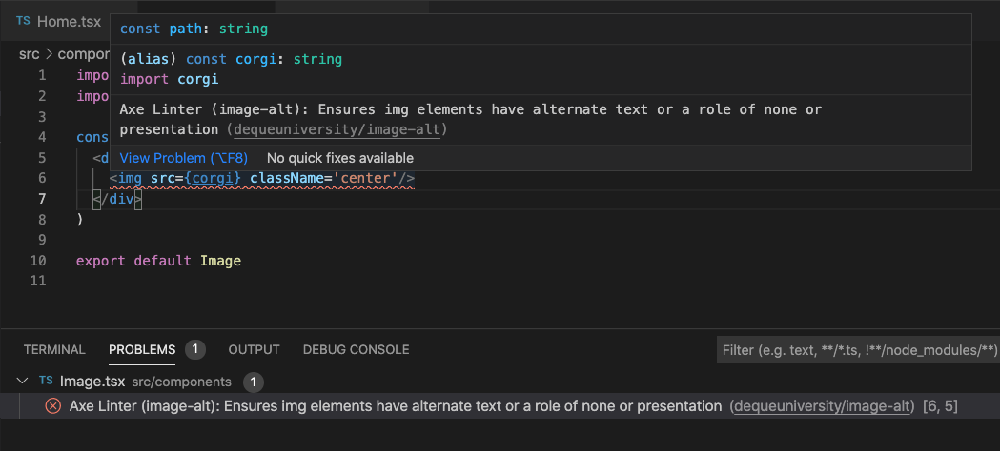 TS Home.tsx
const path: string
src > compor
(alias) const corgi: string
1 impo
import corgi
2 impo
Axe Linter (image-alt): Ensures img elements have alternate text or a role of none or
3
presentation (dequeuniversity/image-alt)
4 cons
5 <d
View Problem (⌥F8) No quick fixes available
6 <img src={corgi} className='center'/>
7 </div>
8 )
9
10 export default Image
11
TERMINAL PROBLEMS 1 OUTPUT DEBUG CONSOLE Filter (e.g. text, **/*.ts, !**/node_modules/**)
TS Image.tsx src/components 1
Axe Linter (image-alt): Ensures img elements have alternate text or a role of none or presentation (dequeuniversity/image-alt) [6, 5]